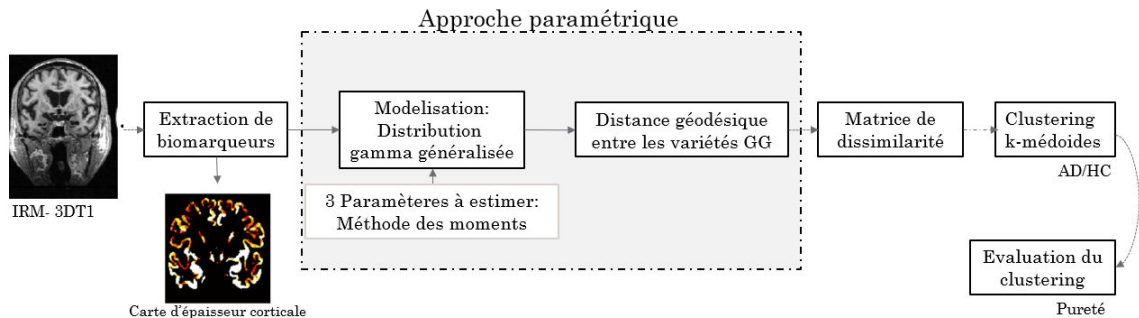 Approche paramétrique
IRM- 3DT1
Extraction de
biomarqueurs
Carte d'épaisseur corticale
Modelisation:
Distribution
gamma généralisée
3 Paramèteres à estimer:
Méthode des moments
Distance géodésique
entre les variétés GG
Matrice de
dissimilarité
Clustering
k-médoides
AD/HC
Evaluation du
clustering
Pureté